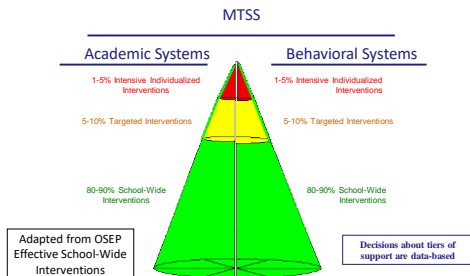 MTSS
Academic Systems
Behavioral Systems
1-5% Intensive Individualized
Interventions
1-5% Intensive Individualized
Interventions
5-10% Targeted Interventions
5-10% Targeted Interventions
80-90% School-Wide
Interventions
80-90% School-Wide
Interventions
Adapted from OSEP
Effective School-Wide
Interventions
Decisions about tiers of
support are data-based